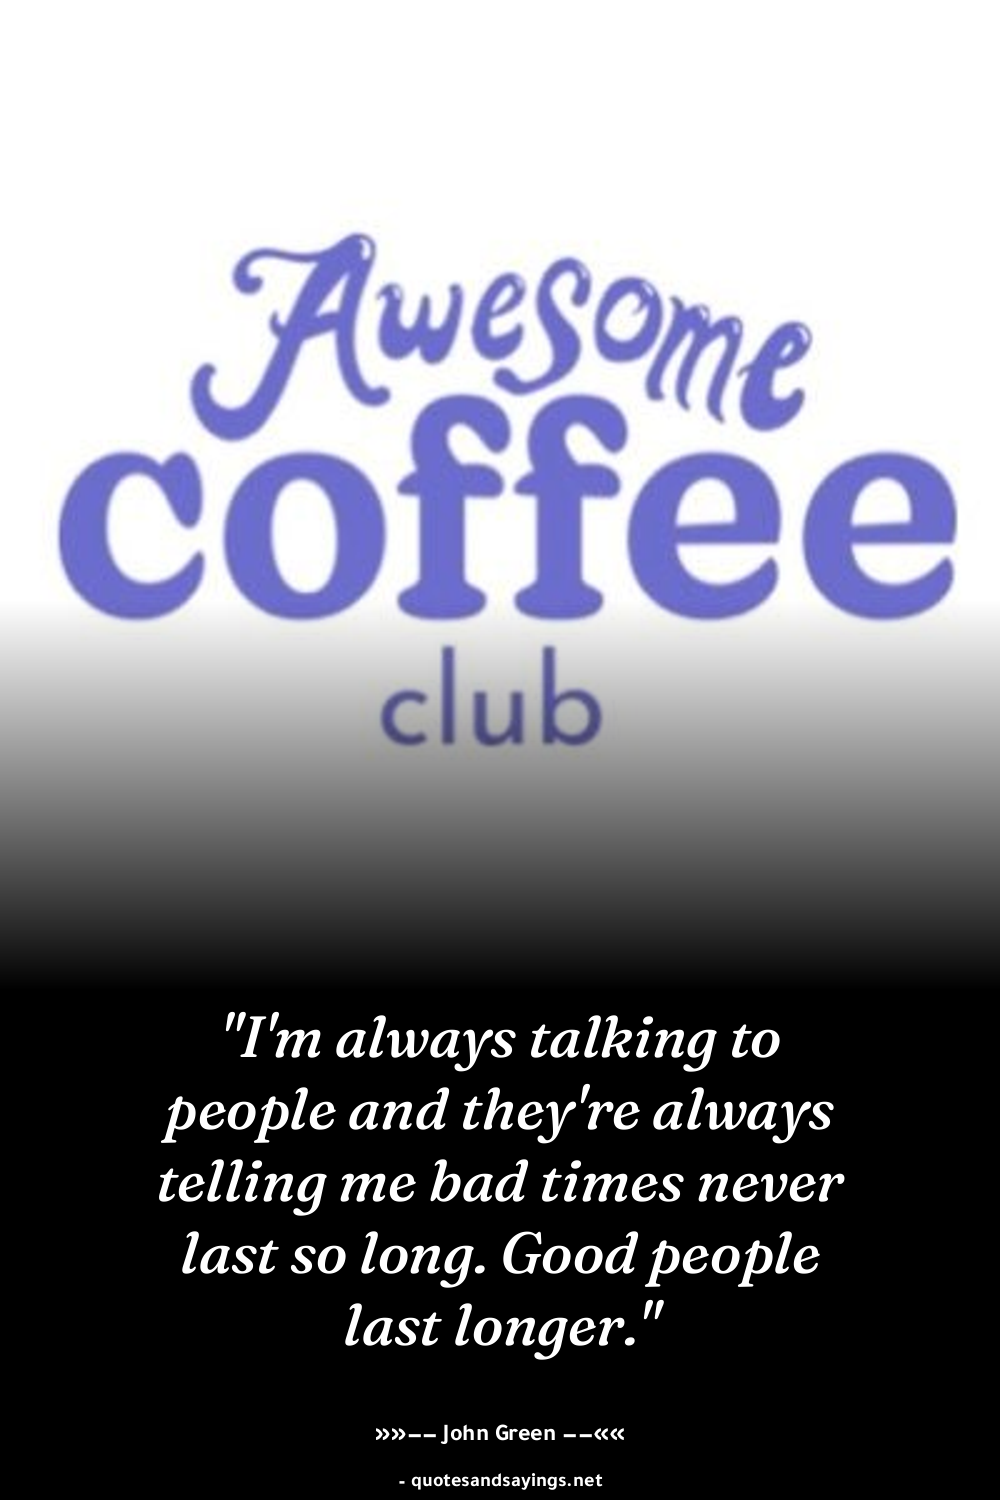 Awesome
coffee
club
"I'm always talking to
people and they're always
telling me bad times never
last so long. Good people
last longer."
»»−− John Green −−««
- quotesandsayings.net